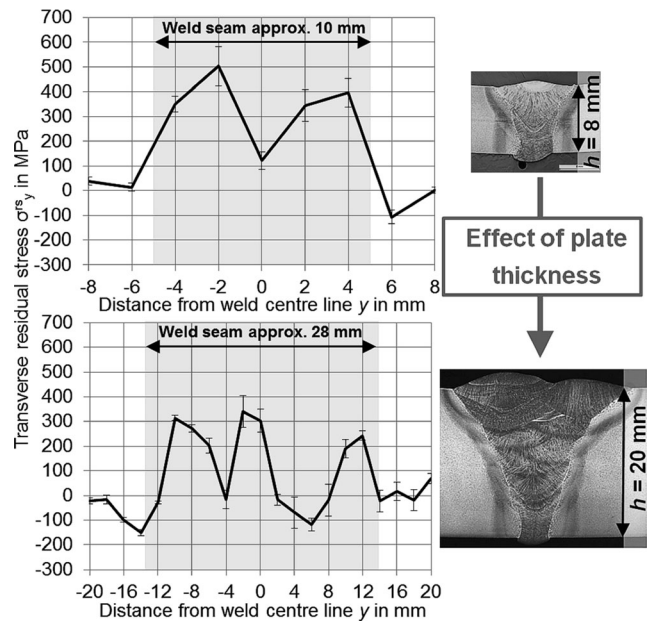 Transverse residual stress σ^rs_y in MPa
700
600
500
400
300
200
100
0
-100
-200
-300
Weld seam approx. 10 mm
-8 -6 -4 -2 0 2 4 6 8
Distance from weld centre line y in mm
700
600
500
400
300
200
100
0
-100
-200
-300
Weld seam approx. 28 mm
-20 -16 -12 -8 -4 0 4 8 12 16 20
Distance from weld centre line y in mm
h = 8 mm
Effect of plate
thickness
h = 20 mm